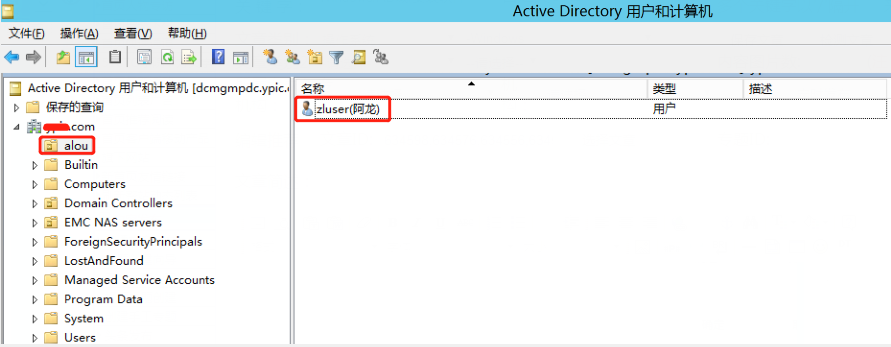 Active Directory 用户和计算机
文件(F) 操作(A) 查看(V) 帮助(H)
Active Directory 用户和计算机 [dcmgmpdc.ypic.c
保存的查询
.com
alou
Builtin
Computers
Domain Controllers
EMC NAS servers
ForeignSecurityPrincipals
LostAndFound
Managed Service Accounts
Program Data
System
Users
名称 类型 描述
zluser(阿龙) 用户